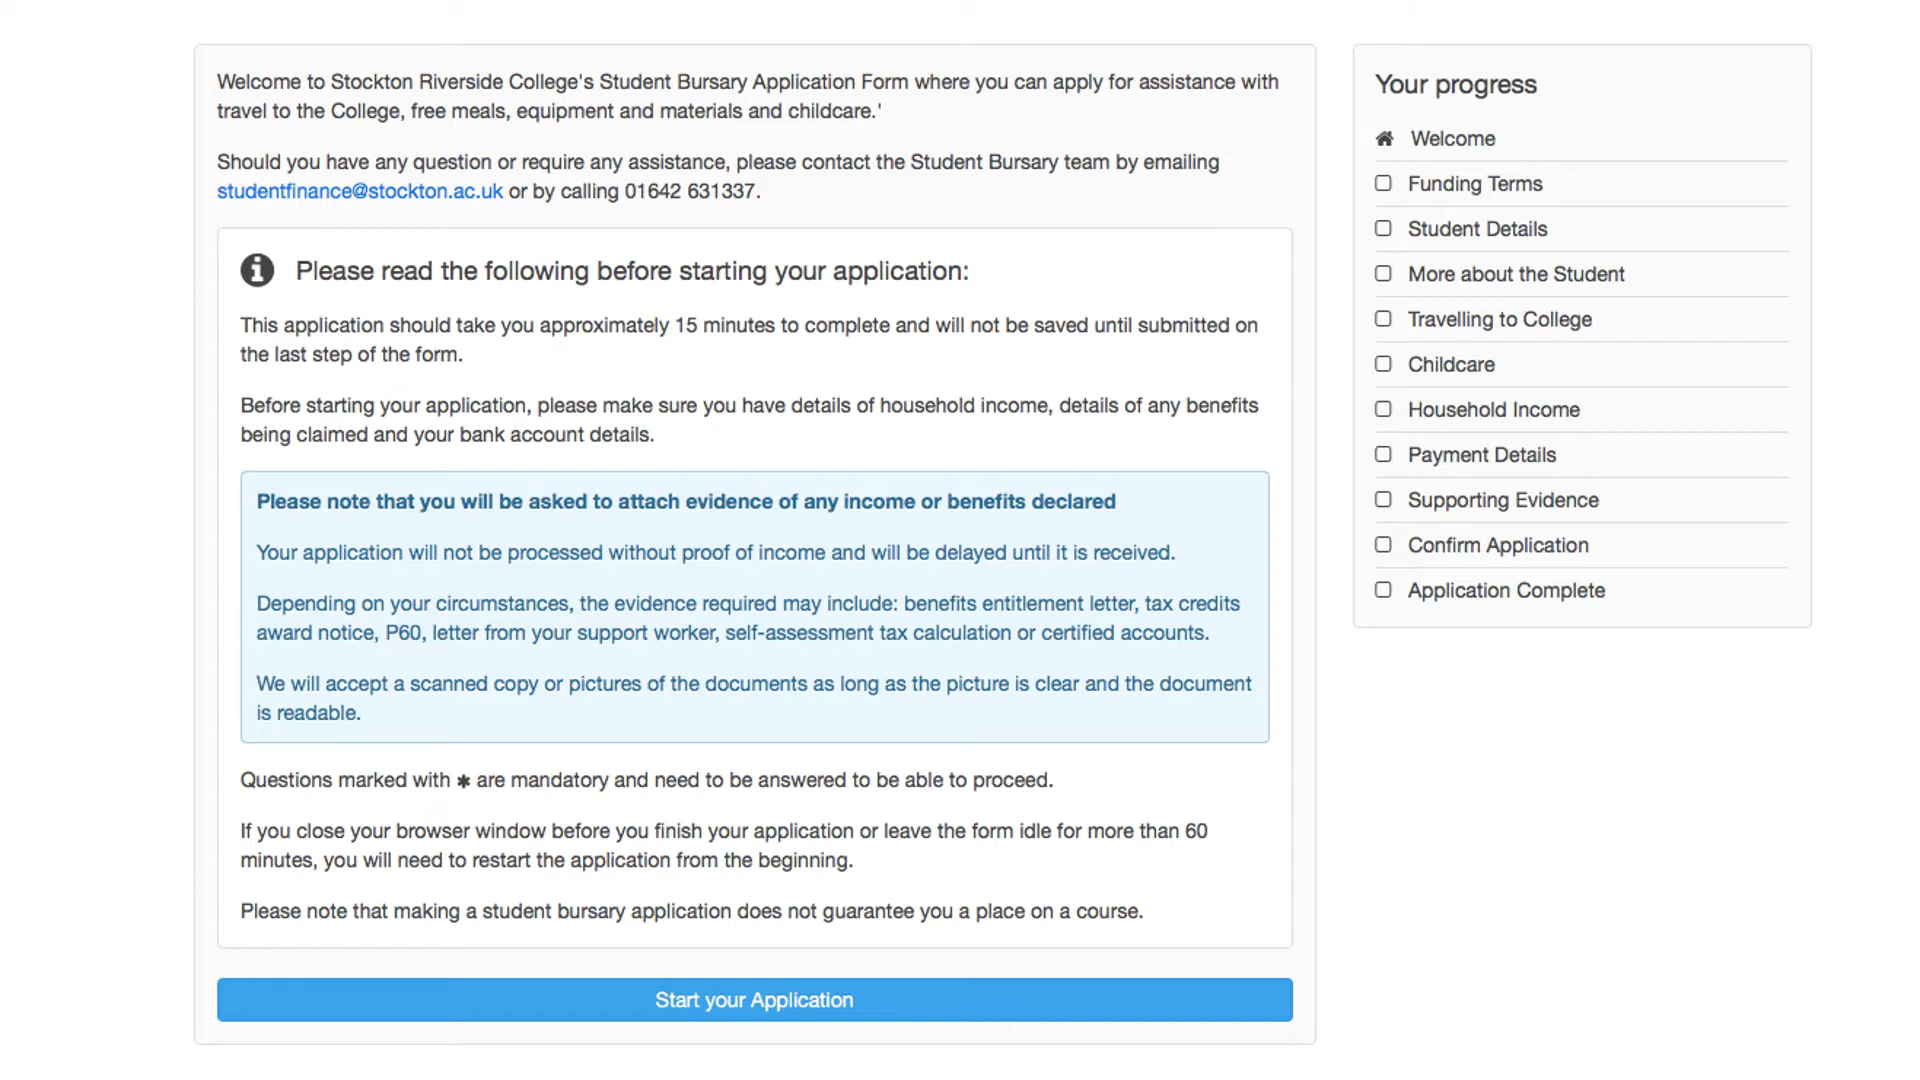 Welcome to Stockton Riverside College's Student Bursary Application Form where you can apply for assistance with
travel to the College, free meals, equipment and materials and childcare.'
Should you have any question or require any assistance, please contact the Student Bursary team by emailing
studentfinance@stockton.ac.uk or by calling 01642 631337.
Please read the following before starting your application:
This application should take you approximately 15 minutes to complete and will not be saved until submitted on
the last step of the form.
Before starting your application, please make sure you have details of household income, details of any benefits
being claimed and your bank account details.
Please note that you will be asked to attach evidence of any income or benefits declared
Your application will not be processed without proof of income and will be delayed until it is received.
Depending on your circumstances, the evidence required may include: benefits entitlement letter, tax credits
award notice, P60, letter from your support worker, self-assessment tax calculation or certified accounts.
We will accept a scanned copy or pictures of the documents as long as the picture is clear and the document
is readable.
Questions marked with * are mandatory and need to be answered to be able to proceed.
If you close your browser window before you finish your application or leave the form idle for more than 60
minutes, you will need to restart the application from the beginning.
Please note that making a student bursary application does not guarantee you a place on a course.
Start your Application
Your progress
Welcome
Funding Terms
Student Details
More about the Student
Travelling to College
Childcare
Household Income
Payment Details
Supporting Evidence
Confirm Application
Application Complete